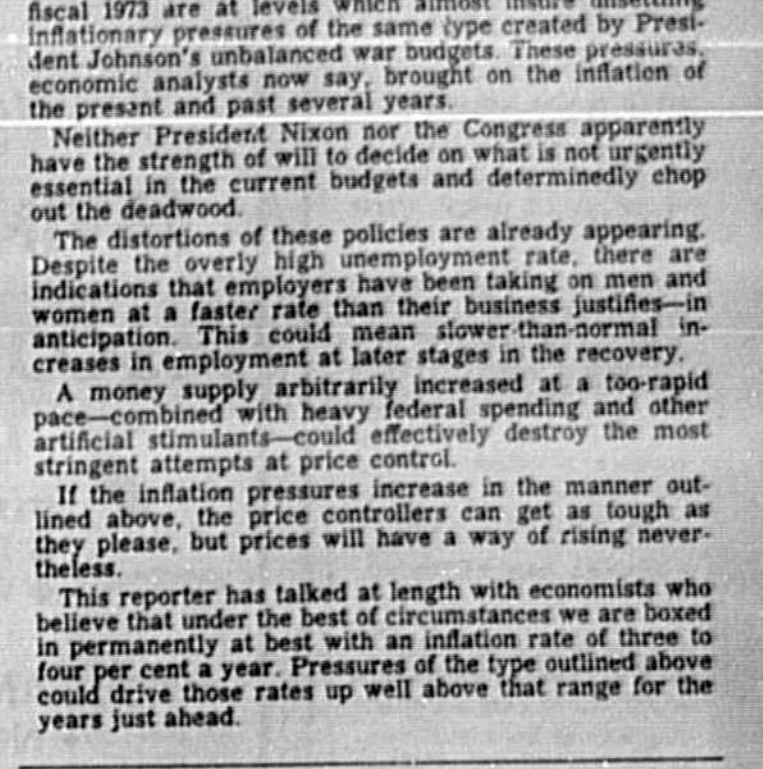 fiscal 1973 are at levels which almost insure unsettling
inflationary pressures of the same type created by Presi-
dent Johnson's unbalanced war budgets. These pressures,
economic analysts now say, brought on the inflation of
the present and past several years.
Neither President Nixon nor the Congress apparently
have the strength of will to decide on what is not urgently
essential in the current budgets and determinedly chop
out the deadwood.
The distortions of these policies are already appearing.
Despite the overly high unemployment rate, there are
indications that employers have been taking on men and
women at a faster rate than their business justifies—in
anticipation. This could mean slower-than-normal in-
creases in employment at later stages in the recovery.
A money supply arbitrarily increased at a too-rapid
pace—combined with heavy federal spending and other
artificial stimulants—could effectively destroy the most
stringent attempts at price control.
If the inflation pressures increase in the manner out-
lined above, the price controllers can get as tough as
they please, but prices will have a way of rising never-
theless.
This reporter has talked at length with economists who
believe that under the best of circumstances we are boxed
in permanently at best with an inflation rate of three to
four per cent a year. Pressures of the type outlined above
could drive those rates up well above that range for the
years just ahead.